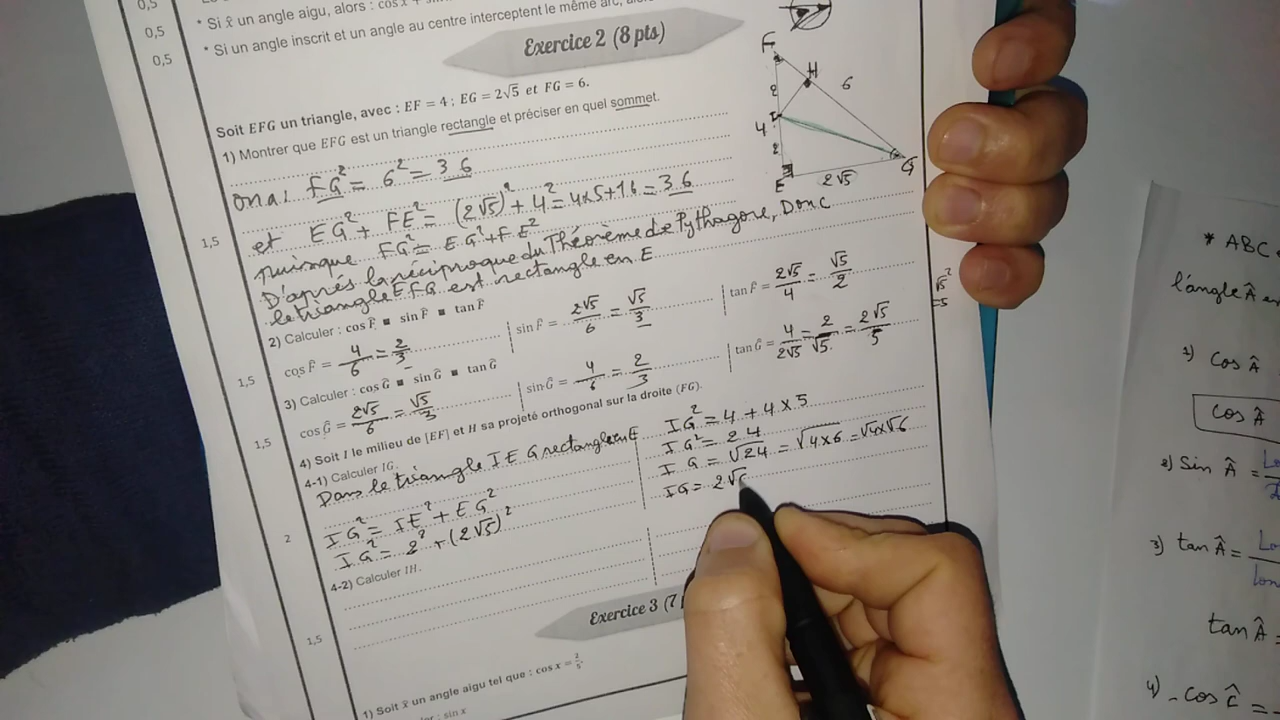 0,5
* Si x̂ un angle aigu, alors : cos x
0,5
* Si un angle inscrit et un angle au centre interceptent le même arc,
0,5
Exercice 2 (8 pts)
Soit EFG un triangle, avec : EF = 4 ; EG = 2√5 et FG = 6.
1) Montrer que EFG est un triangle rectangle et préciser en quel sommet.
F
H
6
2
I
4
2
E
2√5
G
ona: FG² = 6² = 36
et EG² + FE² = (2√5)² + 4² = 4×5+16 = 36
1,5
puisque FG² = EG²+FE²
D'après la réciproque du Théorème de Pythagore, Donc
le triangle EFG est rectangle en E
2) Calculer : cos F̂ ■ sin F̂ ■ tan F̂
cos F̂ = 4/6 = 2/3
sin F̂ = 2√5/6 = √5/3
tan F̂ = 2√5/4 = √5/2
√5²
=5
1,5
3) Calculer : cos Ĝ ■ sin Ĝ ■ tan Ĝ
cos Ĝ = 2√5/6 = √5/3
sin Ĝ = 4/6 = 2/3
tan Ĝ = 4/2√5 = 2/√5 = 2√5/5
1,5
4) Soit I le milieu de [EF] et H sa projeté orthogonal sur la droite (FG).
4-1) Calculer IG.
Dans le triangle IEG rectangle en E
IG² = IE² + EG²
IG² = 2² + (2√5)²
IG² = 4 + 4 × 5
IG² = 24
IG = √24 = √4×6 = √4×√6
IG = 2√
2
4-2) Calculer IH.
1,5
Exercice 3 (7
1) Soit x̂ un angle aigu tel que : cos x = 2/5.
: sin x
* ABC
l'angle Â
1) Cos Â
Cos Â
2) Sin Â =
3) tan Â =
tan Â =
4) - Cos Ĉ =